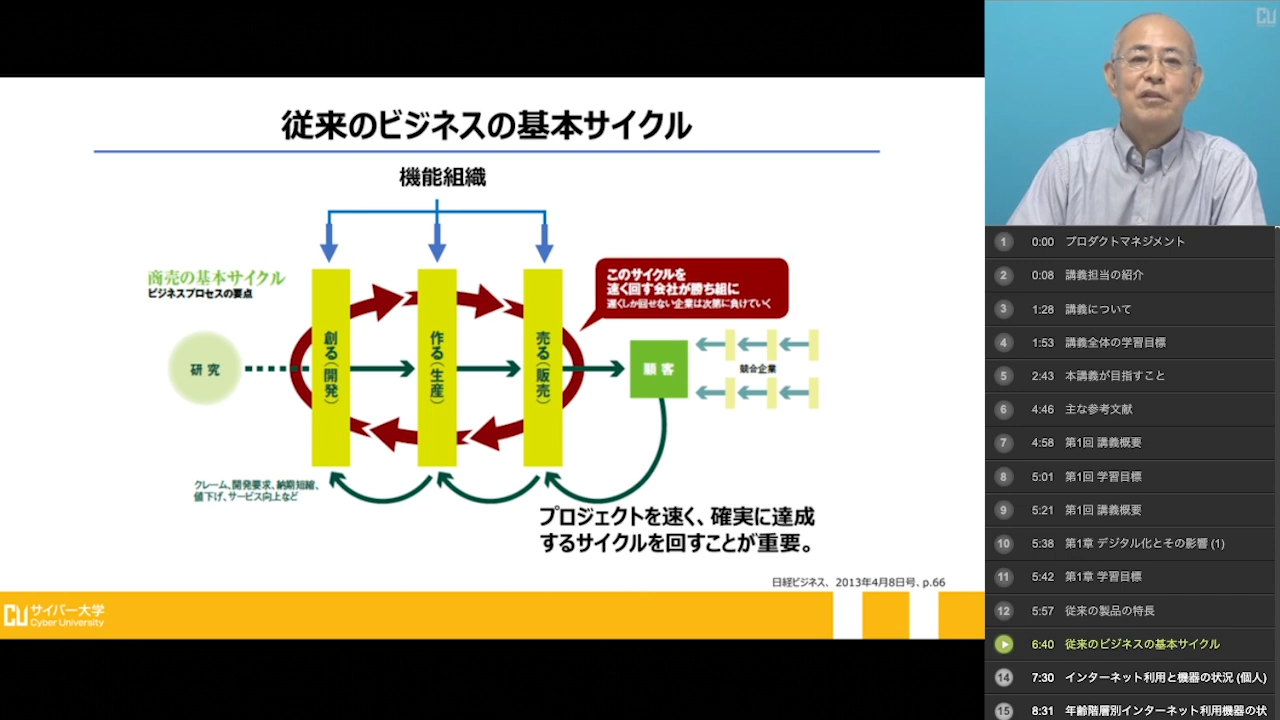 従来のビジネスの基本サイクル
機能組織
商売の基本サイクル
ビジネスプロセスの要点
このサイクルを
速く回す会社が勝ち組に
遅くしか回せない企業は次第に負けていく
研究
創る(開発)
作る(生産)
売る(販売)
顧客
競合企業
クレーム、開発要求、納期短縮、
値下げ、サービス向上など
プロジェクトを速く、確実に達成
するサイクルを回すことが重要。
日経ビジネス、2013年4月8日号、p.66
CU サイバー大学
Cyber University
CU
1 0:00 プロジェクトマネジメント
2 0:08 講義担当の紹介
3 1:28 講義について
4 1:53 講義全体の学習目標
5 2:43 本講義が目指すこと
6 4:46 主な参考文献
7 4:58 第1回 講義概要
8 5:01 第1回 学習目標
9 5:21 第1回 講義概要
10 5:38 第1章 デジタル化とその影響 (1)
11 5:42 第1章 学習目標
12 5:57 従来の製品の特長
6:40 従来のビジネスの基本サイクル
14 7:30 インターネット利用と機器の状況 (個人)
15 8:31 年齢階層別インターネット利用機器の状